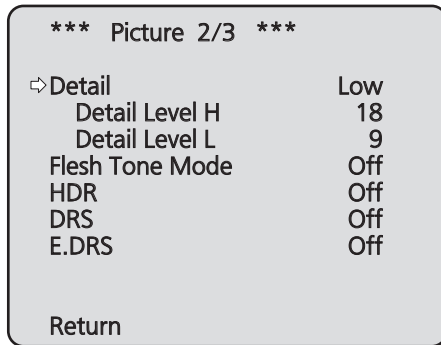 *** Picture 2/3 ***
⇨Detail Low
Detail Level H 18
Detail Level L 9
Flesh Tone Mode Off
HDR Off
DRS Off
E.DRS Off
Return